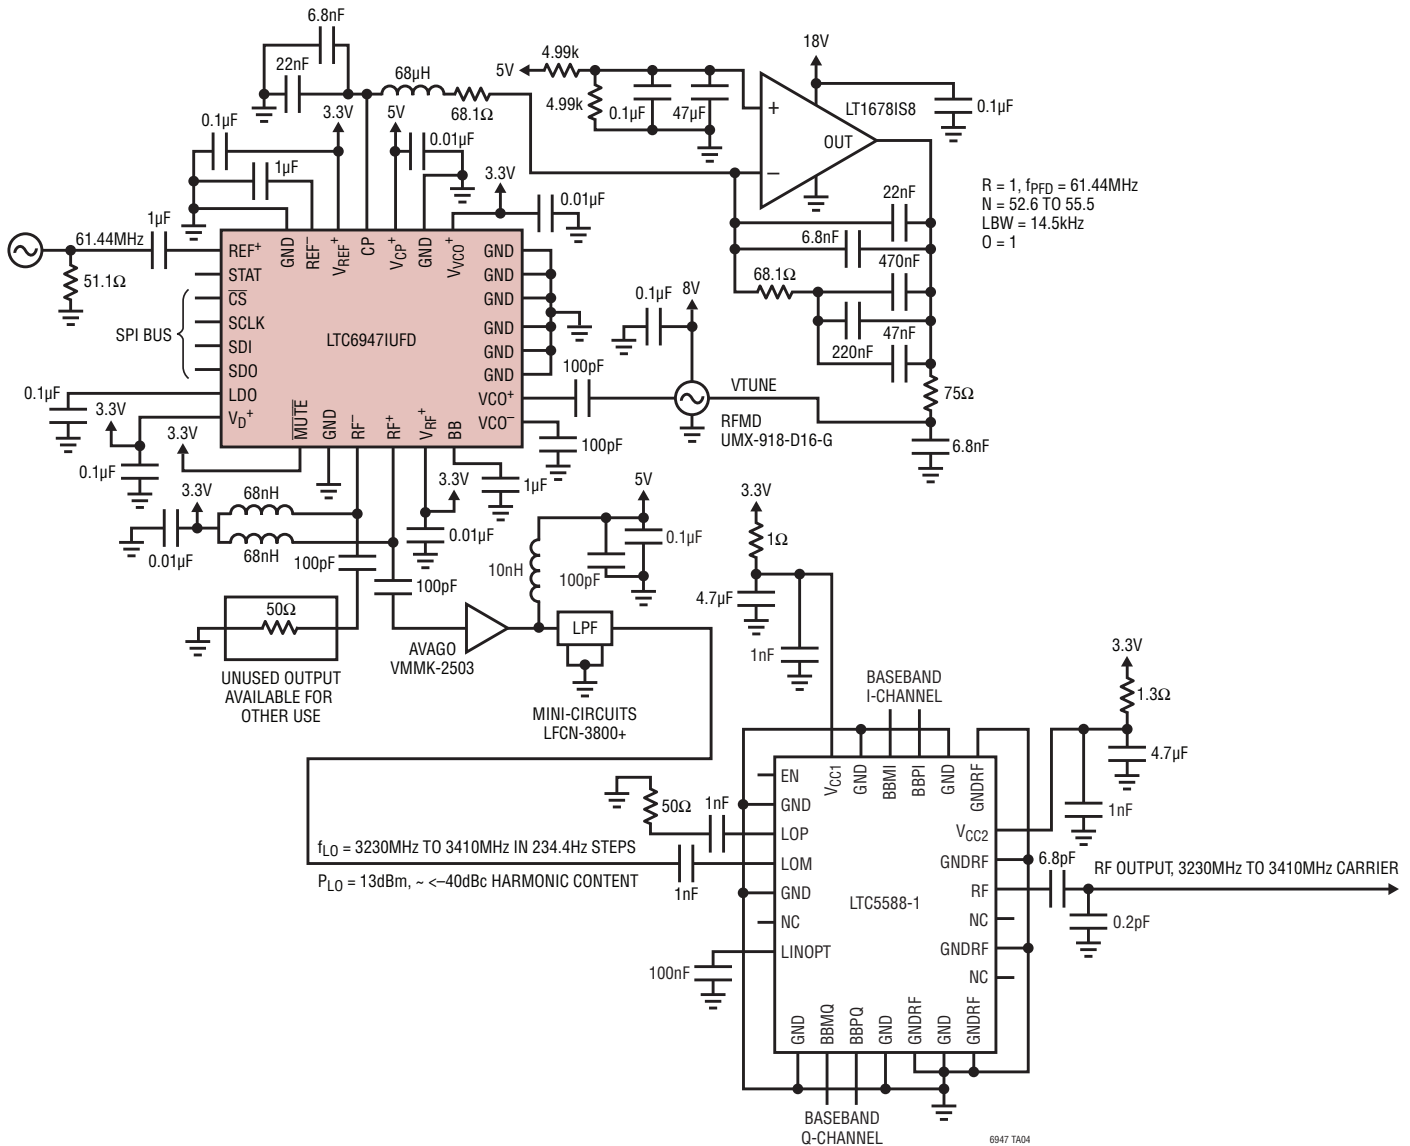 6.8nF
22nF
68µH
68.1Ω
3.3V
5V
0.1µF
1µF
0.01µF
3.3V
0.01µF
5V
4.99k
4.99k
0.1µF
47µF
18V
LT1678IS8
0.1µF
+
–
OUT
R = 1, fPFD = 61.44MHz
N = 52.6 TO 55.5
LBW = 14.5kHz
O = 1
22nF
6.8nF
470nF
68.1Ω
47nF
220nF
75Ω
6.8nF
61.44MHz
1µF
51.1Ω
SPI BUS
REF+
STAT
CS
SCLK
SDI
SDO
LDO
VD+
GND
REF–
VREF+
CP
VCP+
GND
VVCO+
GND
GND
GND
GND
GND
GND
VCO+
VCO–
MUTE
GND
RF–
RF+
VRF+
BB
LTC6947IUFD
0.1µF
8V
100pF
VTUNE
RFMD
UMX-918-D16-G
100pF
0.1µF
3.3V
3.3V
0.1µF
3.3V
68nH
68nH
0.01µF
100pF
100pF
3.3V
0.01µF
1µF
50Ω
UNUSED OUTPUT
AVAILABLE FOR
OTHER USE
AVAGO
VMMK-2503
10nH
100pF
5V
0.1µF
LPF
MINI-CIRCUITS
LFCN-3800+
3.3V
1Ω
4.7µF
1nF
BASEBAND
I-CHANNEL
3.3V
1.3Ω
4.7µF
1nF
50Ω
1nF
fLO = 3230MHz TO 3410MHz IN 234.4Hz STEPS
PLO = 13dBm, ~ <–40dBc HARMONIC CONTENT
1nF
100nF
EN
GND
LOP
LOM
GND
NC
LINOPT
VCC1
GND
BBMI
BBPI
GND
GNDRF
VCC2
GNDRF
RF
NC
GNDRF
NC
GND
BBMQ
BBPQ
GND
GNDRF
GND
GNDRF
LTC5588-1
6.8pF
RF OUTPUT, 3230MHz TO 3410MHz CARRIER
0.2pF
BASEBAND
Q-CHANNEL
6947 TA04